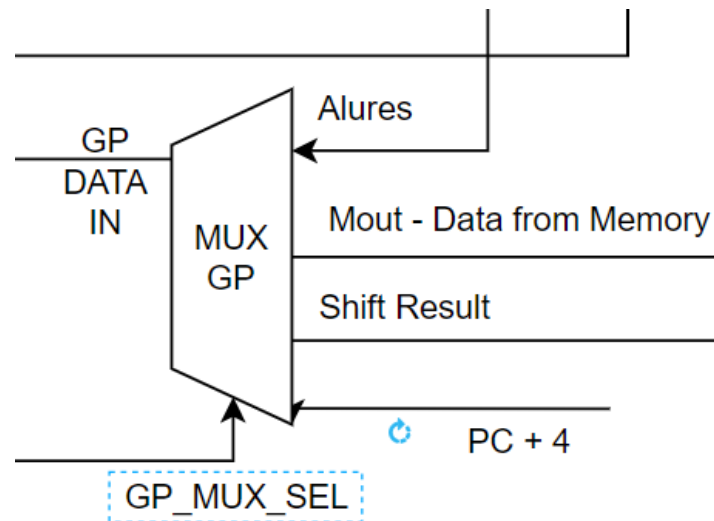 Alures
GP
DATA
IN
Mout - Data from Memory
MUX
GP
Shift Result
PC + 4
GP_MUX_SEL